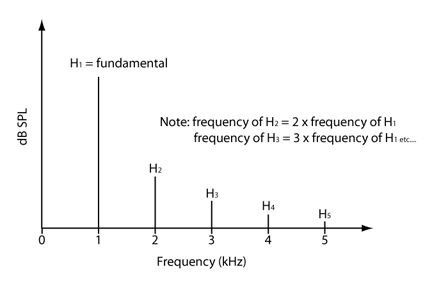 H1 = fundamental
Note: frequency of H2 = 2 x frequency of H1
frequency of H3 = 3 x frequency of H1 etc...
dB SPL
H2
H3
H4
H5
0 1 2 3 4 5
Frequency (kHz)